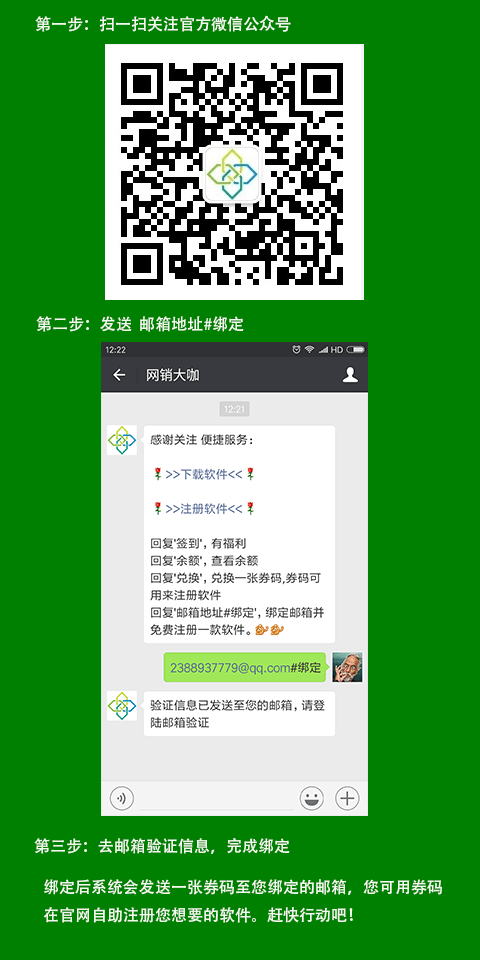 第一步：扫一扫关注官方微信公众号
第二步：发送 邮箱地址#绑定
12:22
HD
网销大咖
12:21
感谢关注 便捷服务：
>>下载软件<<
>>注册软件<<
回复'签到'，有福利
回复'余额'，查看余额
回复'兑换'，兑换一张券码,券码可
用来注册软件
回复'邮箱地址#绑定'，绑定邮箱并
免费注册一款软件。
2388937779@qq.com#绑定
验证信息已发送至您的邮箱，请登
陆邮箱验证
第三步：去邮箱验证信息，完成绑定
绑定后系统会发送一张券码至您绑定的邮箱，您可用券码
在官网自助注册您想要的软件。赶快行动吧！